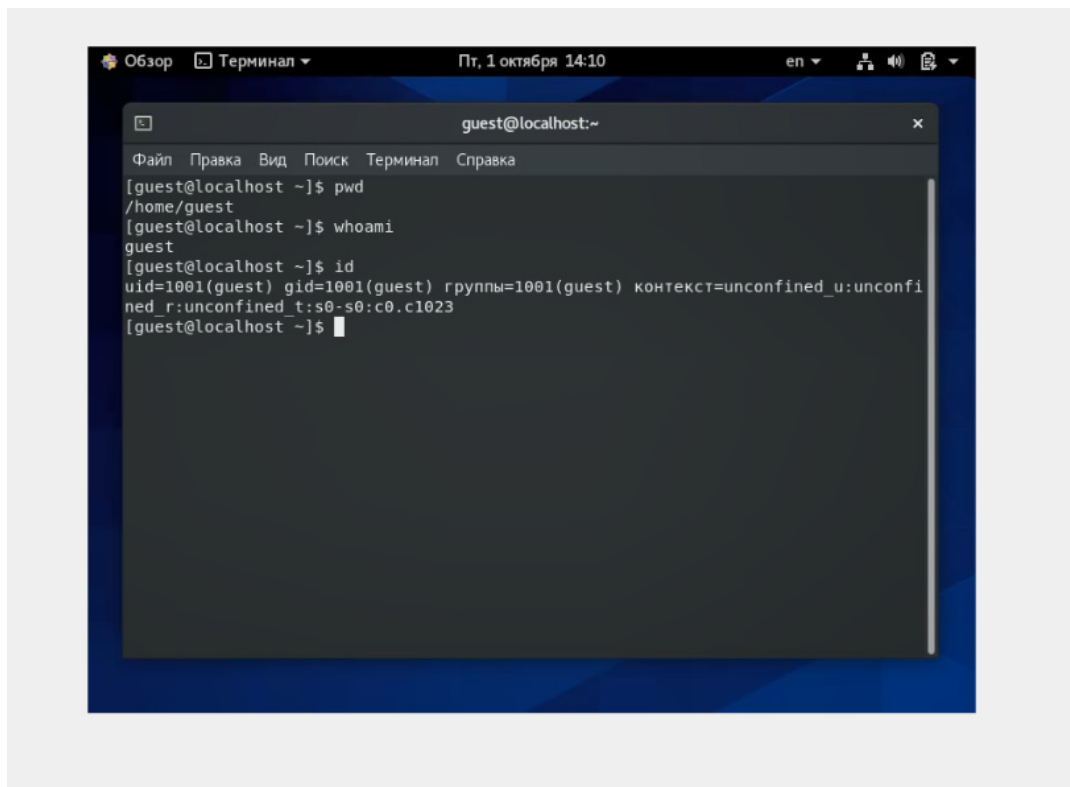 Обзор Терминал Пт, 1 октября 14:10 en
guest@localhost:~
Файл Правка Вид Поиск Терминал Справка
[guest@localhost ~]$ pwd
/home/guest
[guest@localhost ~]$ whoami
guest
[guest@localhost ~]$ id
uid=1001(guest) gid=1001(guest) группы=1001(guest) контекст=unconfined_u:unconfi
ned_r:unconfined_t:s0-s0:c0.c1023
[guest@localhost ~]$